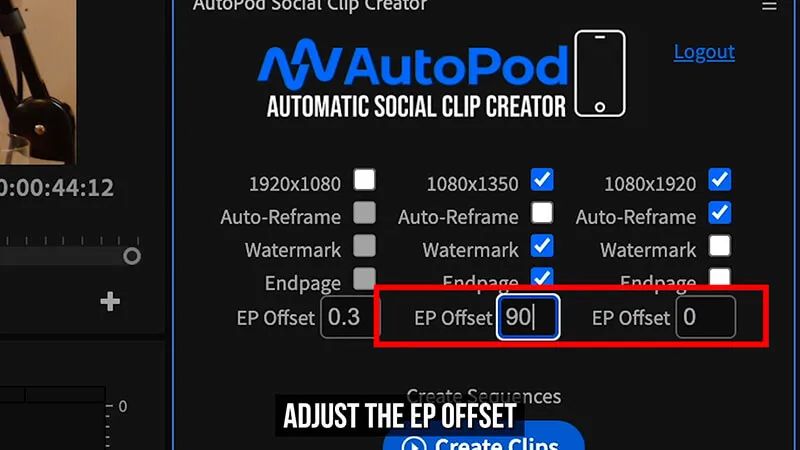 AutoPod Social Clip Creator
AutoPod
Logout
AUTOMATIC SOCIAL CLIP CREATOR
0:00:44:12
1920x1080
1080x1350
1080x1920
Auto-Reframe
Auto-Reframe
Auto-Reframe
Watermark
Watermark
Watermark
Endpage
Endpage
Endpage
EP Offset 0.3
EP Offset 90
EP Offset 0
Create Sequences
0
ADJUST THE EP OFFSET
Create Clips